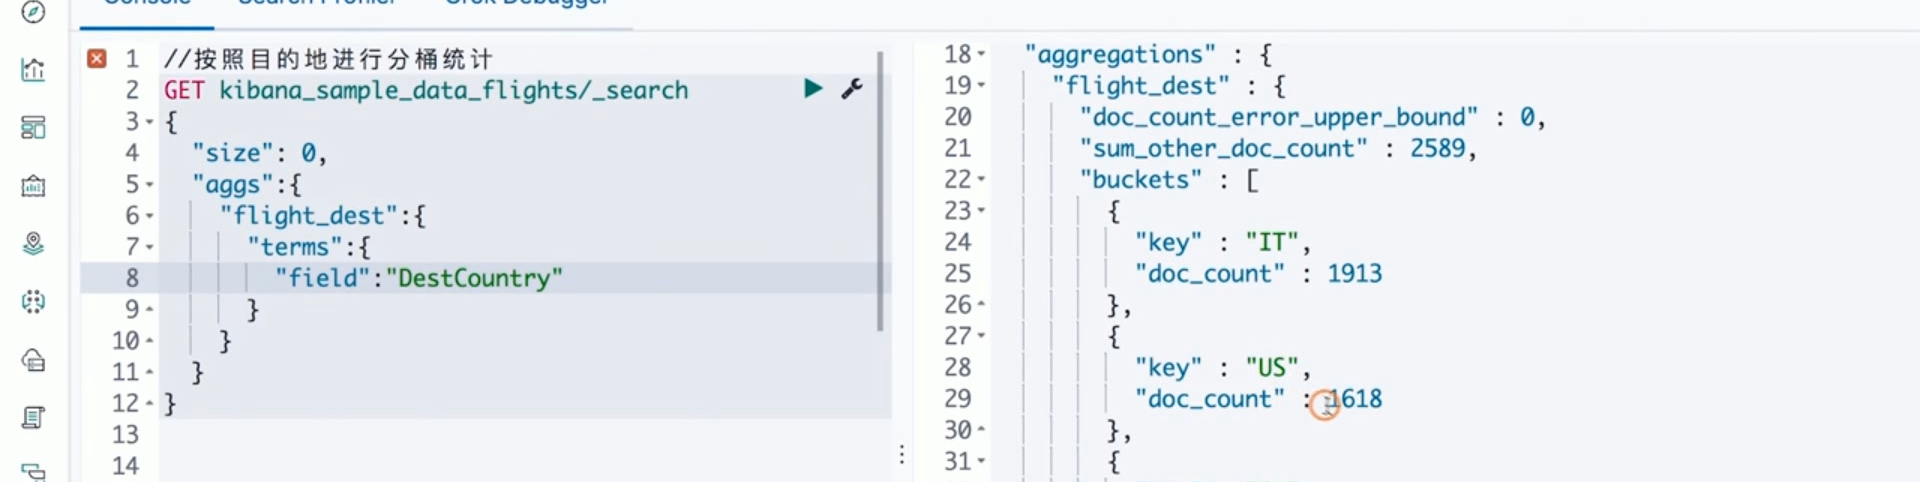 Console Search Profiler Grok Debugger
1 //按照目的地进行分桶统计
2 GET kibana_sample_data_flights/_search
3 {
4 "size": 0,
5 "aggs":{
6 "flight_dest":{
7 "terms":{
8 "field":"DestCountry"
9 }
10 }
11 }
12 }
13
14
18 "aggregations" : {
19 "flight_dest" : {
20 "doc_count_error_upper_bound" : 0,
21 "sum_other_doc_count" : 2589,
22 "buckets" : [
23 {
24 "key" : "IT",
25 "doc_count" : 1913
26 },
27 {
28 "key" : "US",
29 "doc_count" : 1618
30 },
31 {